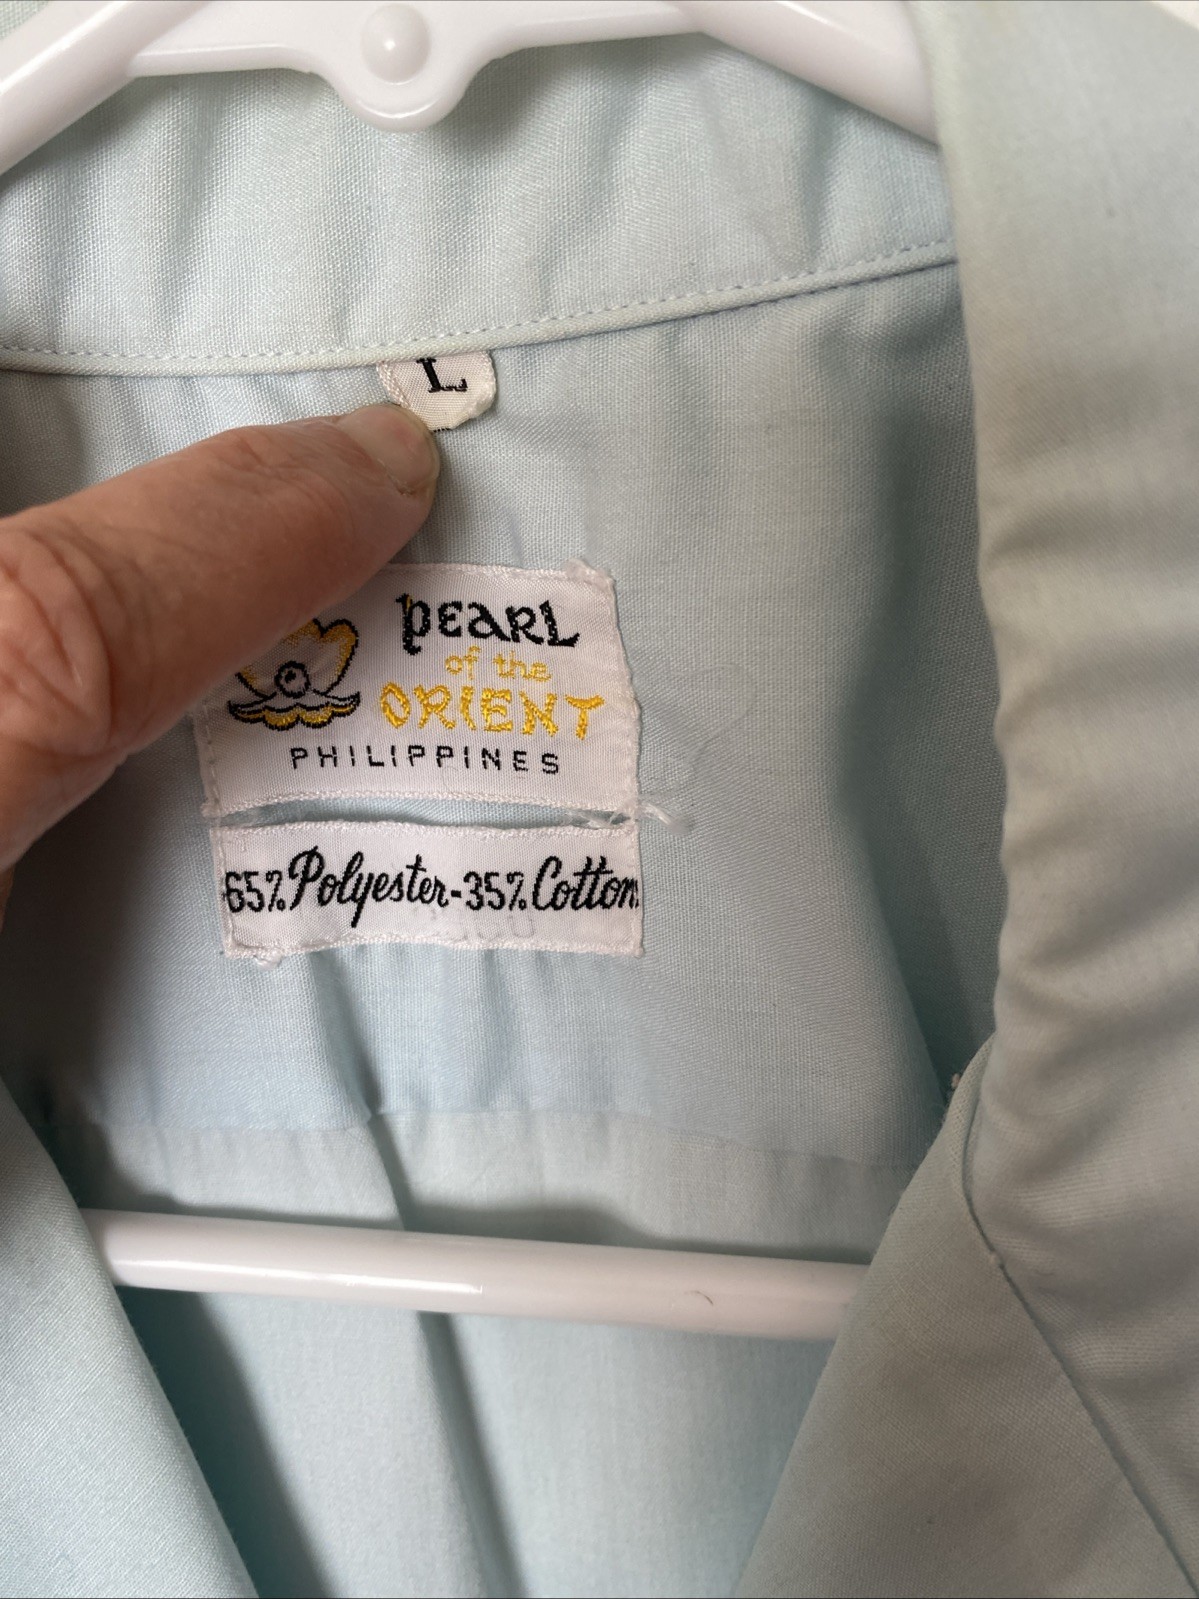 L
PEARL
of the
ORIENT
PHILIPPINES
65% Polyester-35% Cotton